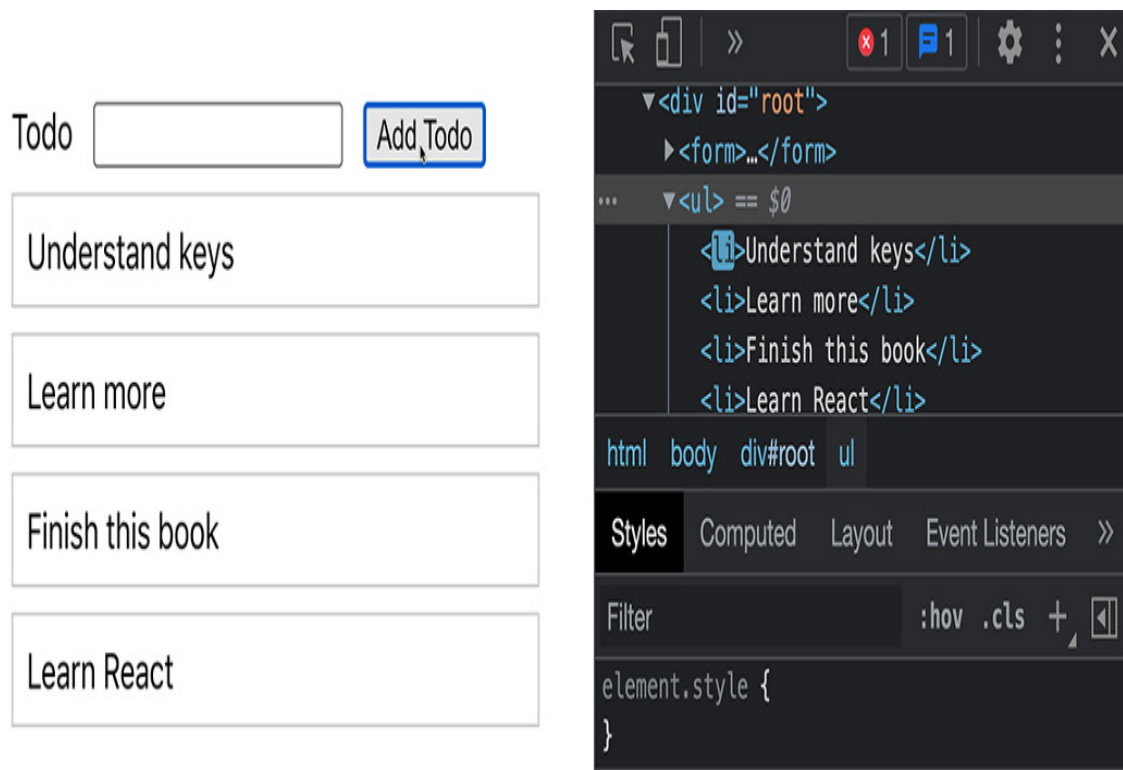 Todo Add Todo
Understand keys
Learn more
Finish this book
Learn React
» 1 1
▼<div id="root">
▶<form>…</form>
… ▼<ul> == $0
<li>Understand keys</li>
<li>Learn more</li>
<li>Finish this book</li>
<li>Learn React</li>
html body div#root ul
Styles Computed Layout Event Listeners »
Filter :hov .cls +
element.style {
}